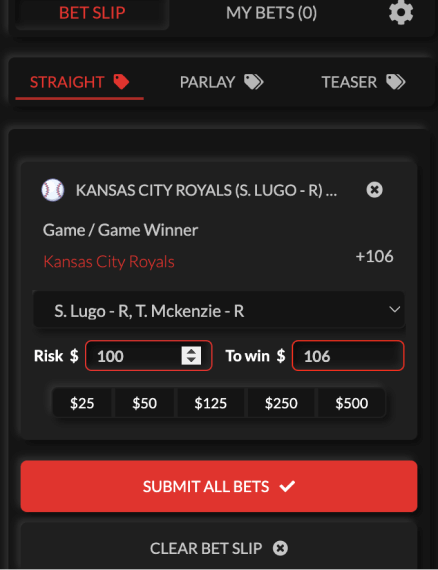 BET SLIP MY BETS (0)
STRAIGHT PARLAY TEASER
KANSAS CITY ROYALS (S. LUGO - R) ...
Game / Game Winner
Kansas City Royals +106
S. Lugo - R, T. Mckenzie - R
Risk $ 100 To win $ 106
$25 $50 $125 $250 $500
SUBMIT ALL BETS
CLEAR BET SLIP